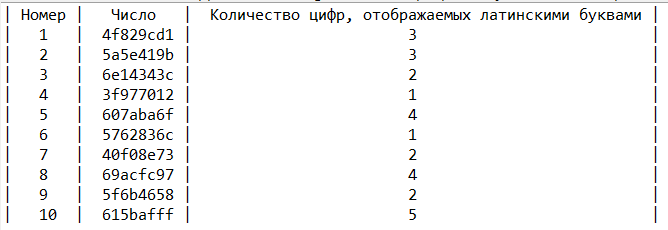 | Номер | Число | Количество цифр, отображаемых латинскими буквами |
| 1 | 4f829cd1 | 3 |
| 2 | 5a5e419b | 3 |
| 3 | 6e14343c | 2 |
| 4 | 3f977012 | 1 |
| 5 | 607aba6f | 4 |
| 6 | 5762836c | 1 |
| 7 | 40f08e73 | 2 |
| 8 | 69acfc97 | 4 |
| 9 | 5f6b4658 | 2 |
| 10 | 615bafff | 5 |